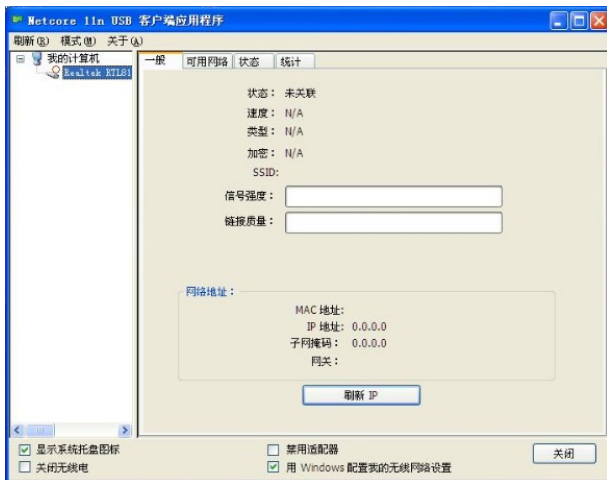 Netcore 11n USB 客户端应用程序
刷新(R) 模式(M) 关于(A)
我的计算机
Realtek RTL81
一般 可用网络 状态 统计
状态： 未关联
速度： N/A
类型： N/A
加密： N/A
SSID:
信号强度：
链接质量：
网络地址：
MAC 地址:
IP 地址: 0.0.0.0
子网掩码： 0.0.0.0
网关：
刷新 IP
显示系统托盘图标 禁用适配器
关闭无线电 用 Windows 配置我的无线网络设置
关闭